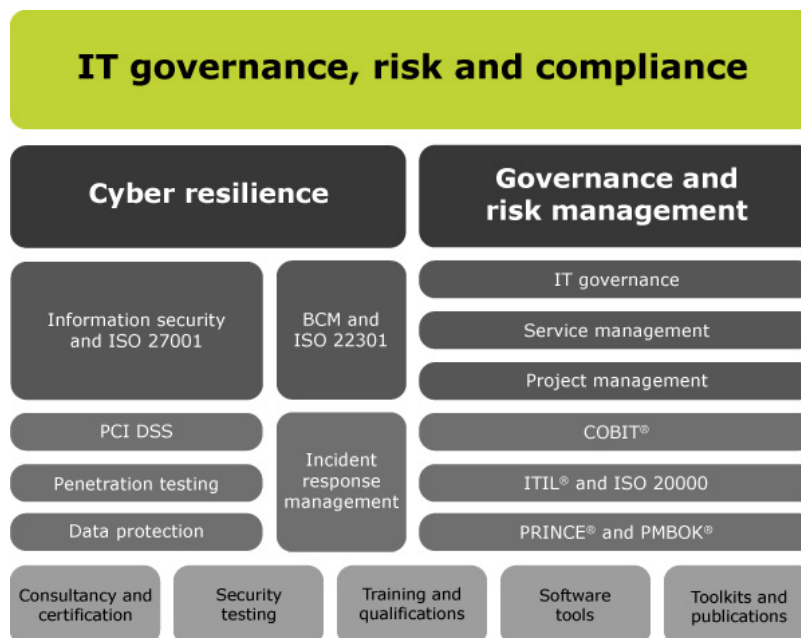 IT governance, risk and compliance
Cyber resilience
Governance and
risk management
Information security
and ISO 27001
BCM and
ISO 22301
IT governance
Service management
Project management
PCI DSS
Penetration testing
Data protection
Incident
response
management
COBIT®
ITIL® and ISO 20000
PRINCE® and PMBOK®
Consultancy and
certification
Security
testing
Training and
qualifications
Software
tools
Toolkits and
publications